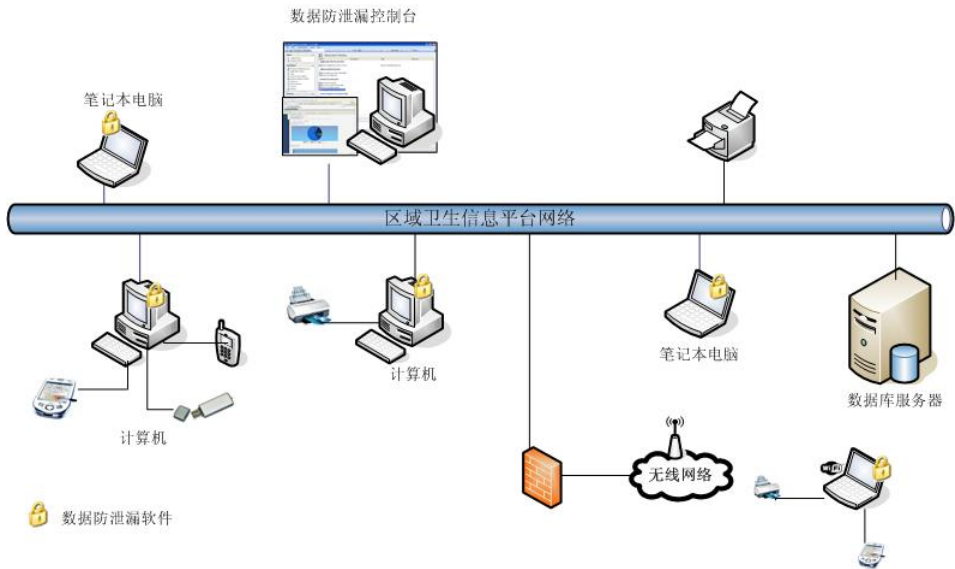 数据防泄漏控制台
笔记本电脑
区域卫生信息平台网络
计算机
计算机
笔记本电脑
数据库服务器
无线网络
WiFi
数据防泄漏软件